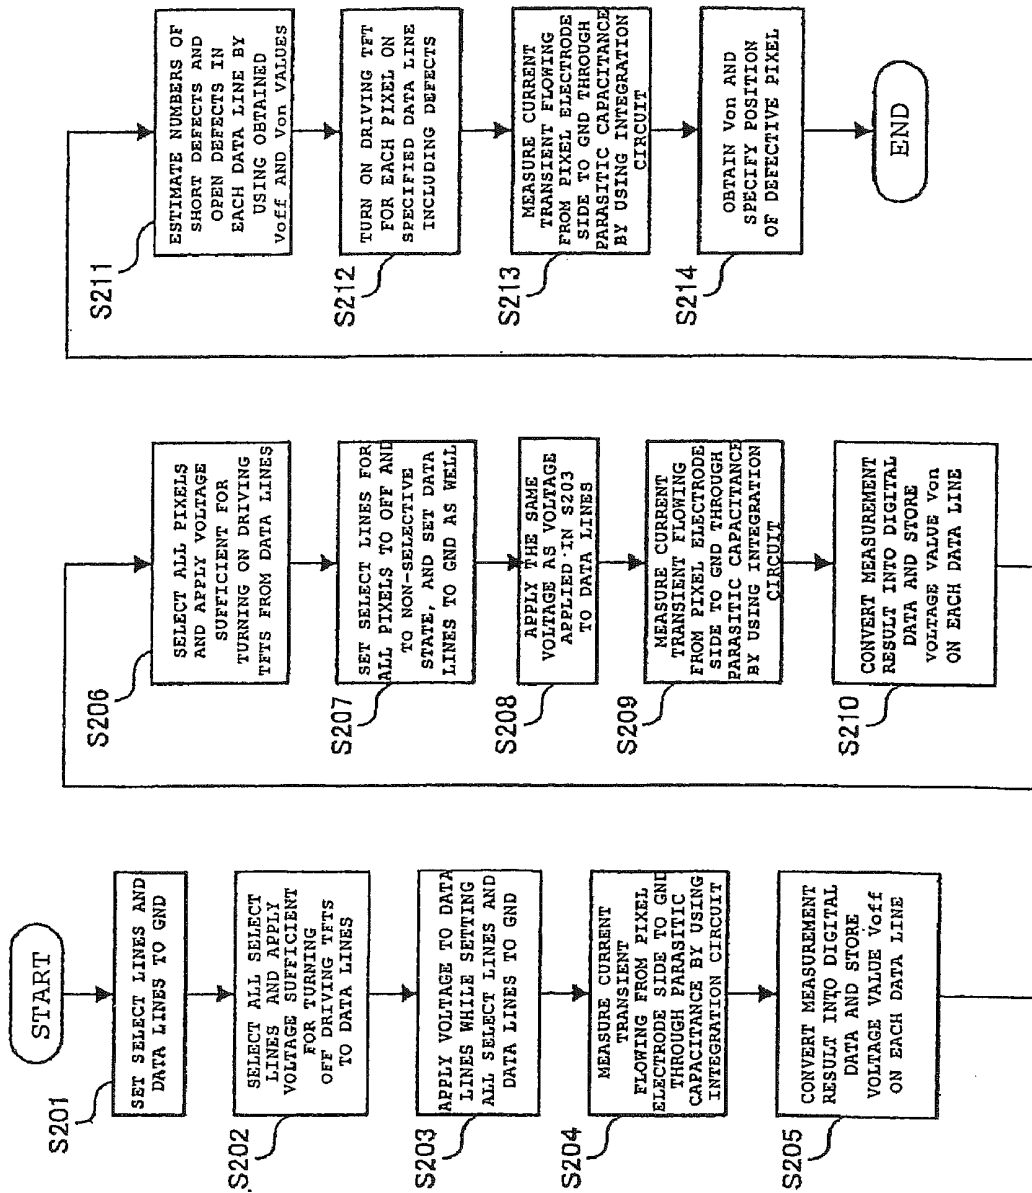 START
S201
SET SELECT LINES AND
DATA LINES TO GND
S202
SELECT ALL SELECT
LINES AND APPLY
VOLTAGE SUFFICIENT
FOR TURNING
OFF DRIVING TFTS
TO DATA LINES
S203
APPLY VOLTAGE TO DATA
LINES WHILE SETTING
ALL SELECT LINES AND
DATA LINES TO GND
S204
MEASURE CURRENT
TRANSIENT
FLOWING FROM PIXEL
ELECTRODE SIDE TO GND
THROUGH PARASITIC
CAPACITANCE BY USING
INTEGRATION CIRCUIT
S205
CONVERT MEASUREMENT
RESULT INTO DIGITAL
DATA AND STORE
VOLTAGE VALUE Voff
ON EACH DATA LINE
S206
SELECT ALL PIXELS
AND APPLY VOLTAGE
SUFFICIENT FOR
TURNING ON DRIVING
TFTS FROM DATA LINES
S207
SET SELECT LINES FOR
ALL PIXELS TO OFF AND
TO NON-SELECTIVE
STATE, AND SET DATA
LINES TO GND AS WELL
S208
APPLY THE SAME
VOLTAGE AS VOLTAGE
APPLIED IN S203
TO DATA LINES
S209
MEASURE CURRENT
TRANSIENT FLOWING
FROM PIXEL ELECTRODE
SIDE TO GND THROUGH
PARASITIC CAPACITANCE
BY USING INTEGRATION
CIRCUIT
S210
CONVERT MEASUREMENT
RESULT INTO DIGITAL
DATA AND STORE
VOLTAGE VALUE Von
ON EACH DATA LINE
S211
ESTIMATE NUMBERS OF
SHORT DEFECTS AND
OPEN DEFECTS IN
EACH DATA LINE BY
USING OBTAINED
Voff AND Von VALUES
S212
TURN ON DRIVING TFT
FOR EACH PIXEL ON
SPECIFIED DATA LINE
INCLUDING DEFECTS
S213
MEASURE CURRENT
TRANSIENT FLOWING
FROM PIXEL ELECTRODE
SIDE TO GND THROUGH
PARASITIC CAPACITANCE
BY USING INTEGRATION
CIRCUIT
S214
OBTAIN Von AND
SPECIFY POSITION
OF DEFECTIVE PIXEL
END